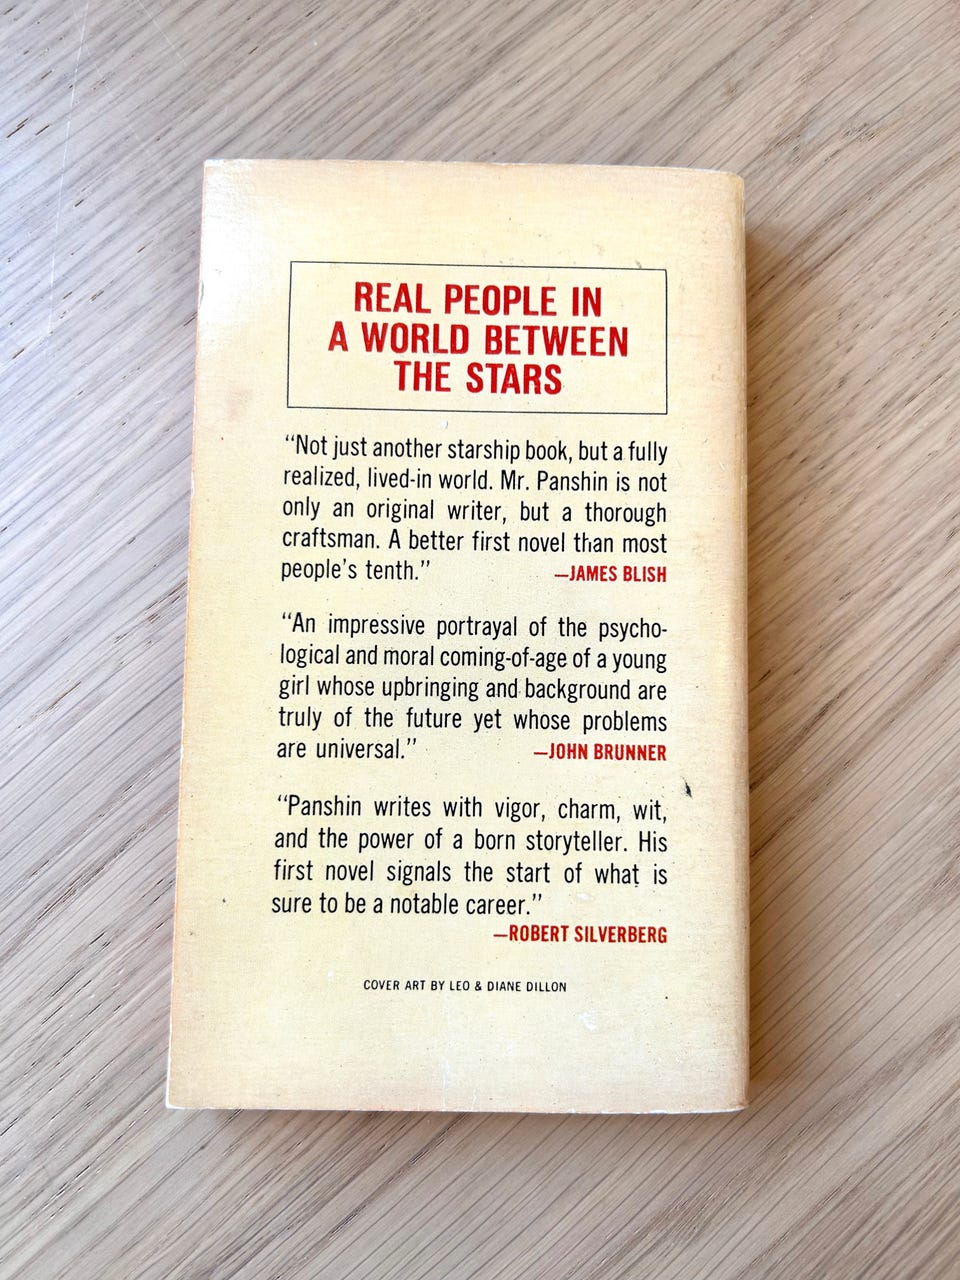 REAL PEOPLE IN
A WORLD BETWEEN
THE STARS
“Not just another starship book, but a fully
realized, lived-in world. Mr. Panshin is not
only an original writer, but a thorough
craftsman. A better first novel than most
people’s tenth.” —JAMES BLISH
“An impressive portrayal of the psycho-
logical and moral coming-of-age of a young
girl whose upbringing and background are
truly of the future yet whose problems
are universal.” —JOHN BRUNNER
“Panshin writes with vigor, charm, wit,
and the power of a born storyteller. His
first novel signals the start of what is
sure to be a notable career.”
—ROBERT SILVERBERG
COVER ART BY LEO & DIANE DILLON